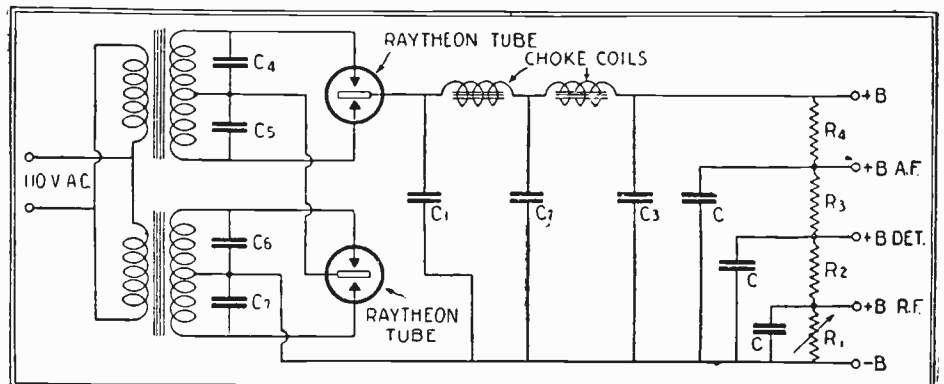 RAYTHEON TUBE
CHOKE COILS
C4
C5
+B
R4
110 V A.C.
+B A.F.
C1
C2
C3
C
R3
+B DET.
C6
C
R2
C7
+B R.F.
C
R1
RAYTHEON TUBE
-B